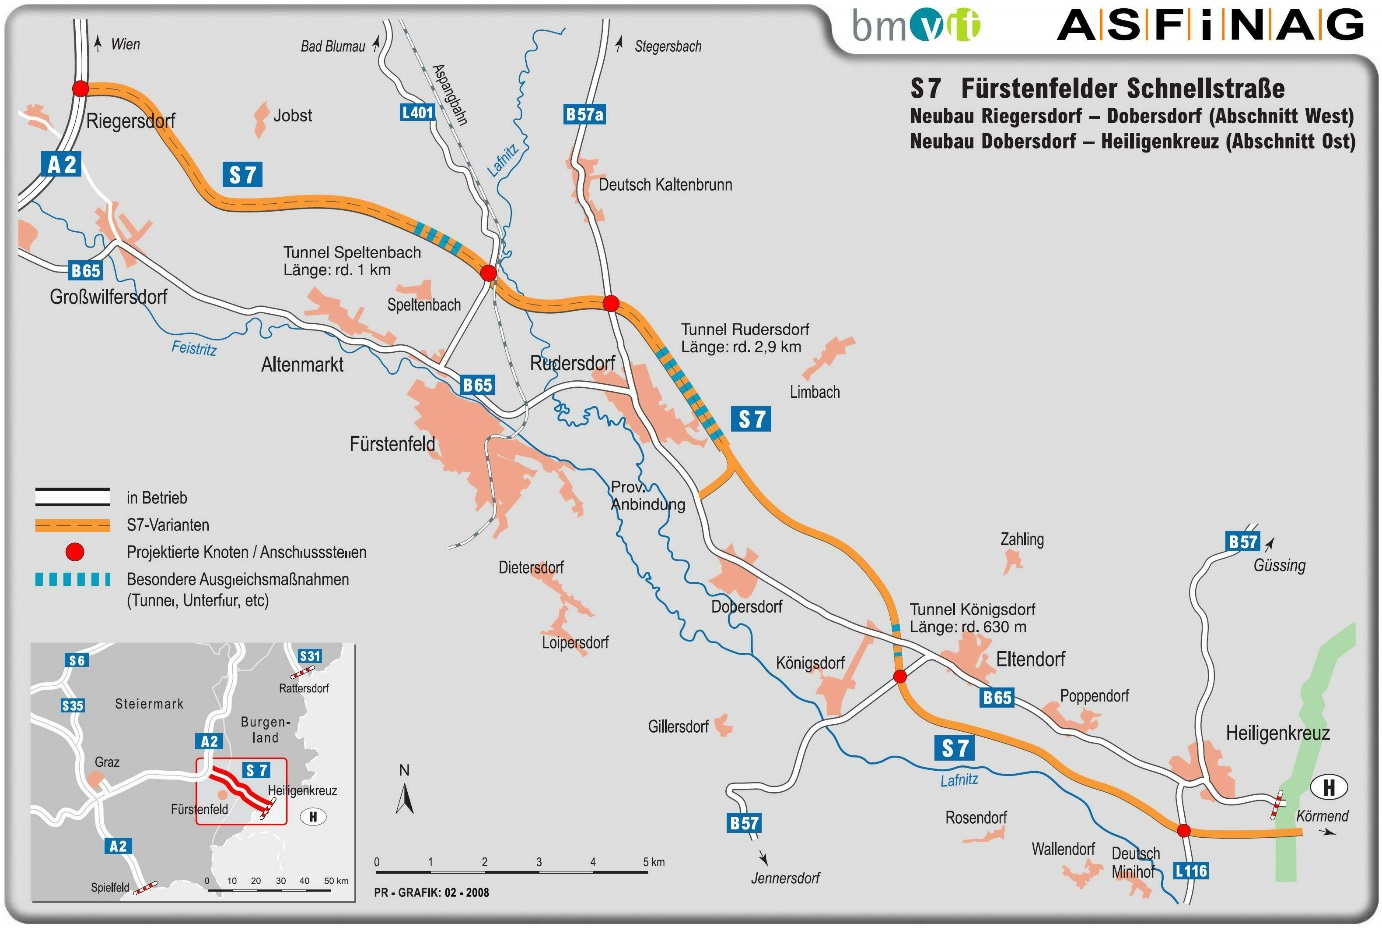 bmvit
ASFiNAG
S7 Fürstenfelder Schnellstraße
Neubau Riegersdorf – Dobersdorf (Abschnitt West)
Neubau Dobersdorf – Heiligenkreuz (Abschnitt Ost)
Wien
Bad Blumau
Stegersbach
Aspangbahn
L401
B57a
Riegersdorf
Jobst
A2
S7
Lafnitz
Deutsch Kaltenbrunn
Tunnel Speltenbach
Länge: rd. 1 km
B65
Großwilfersdorf
Speltenbach
Feistritz
Altenmarkt
Tunnel Rudersdorf
Länge: rd. 2,9 km
Rudersdorf
Limbach
B65
S7
Fürstenfeld
Prov.
Anbindung
in Betrieb
S7-Varianten
Projektierte Knoten / Anschlussstellen
Besondere Ausgleichsmaßnahmen
(Tunnel, Unterflur, etc)
Zahling
B57
Güssing
Dietersdorf
Dobersdorf
Loipersdorf
Tunnel Königsdorf
Länge: rd. 630 m
Königsdorf
Eltendorf
B65
Poppendorf
Gillersdorf
S7
Heiligenkreuz
Lafnitz
H
Körmend
B57
Jennersdorf
Rosendorf
Wallendorf
Deutsch
Minihof
L116
S6
S31
Rattersdorf
S35
Steiermark
Burgen-
land
A2
Graz
S7
Heiligenkreuz
Fürstenfeld
H
A2
Spielfeld
0 10 20 30 40 50 km
N
0 1 2 3 4 5 km
PR - GRAFIK: 02 - 2008